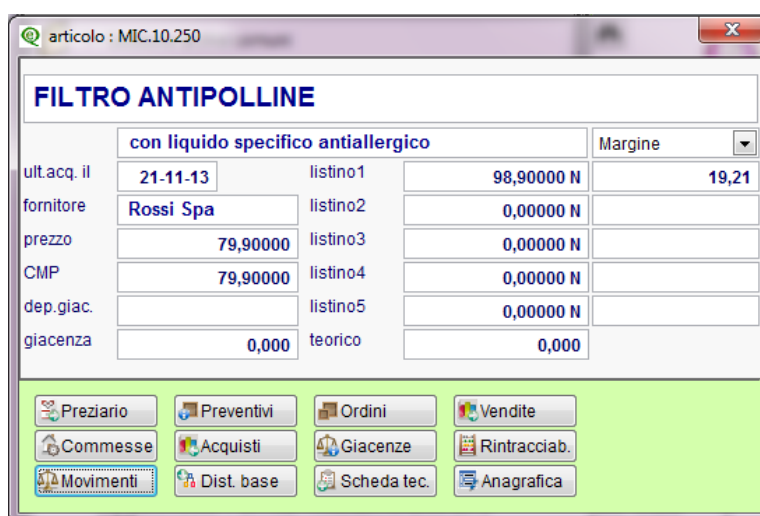 articolo : MIC.10.250
FILTRO ANTIPOLLINE
con liquido specifico antiallergico Margine
ult.acq. il 21-11-13 listino1 98,90000 N 19,21
fornitore Rossi Spa listino2 0,00000 N
prezzo 79,90000 listino3 0,00000 N
CMP 79,90000 listino4 0,00000 N
dep.giac. listino5 0,00000 N
giacenza 0,000 teorico 0,000
Preziario Preventivi Ordini Vendite
Commesse Acquisti Giacenze Rintracciab.
Movimenti Dist. base Scheda tec. Anagrafica